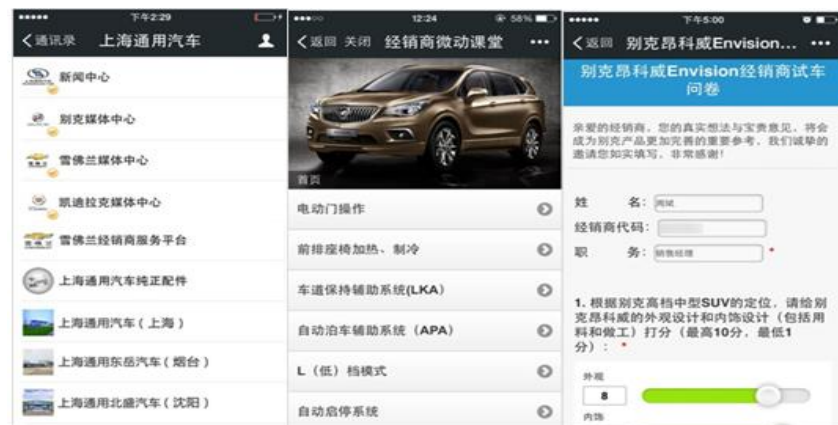 下午2:29
通讯录 上海通用汽车
新闻中心
别克媒体中心
雪佛兰媒体中心
凯迪拉克媒体中心
雪佛兰经销商服务平台
上海通用汽车纯正配件
上海通用汽车（上海）
上海通用东岳汽车（烟台）
上海通用北盛汽车（沈阳）
12:24 58%
返回 关闭 经销商微动课堂
首页
电动门操作
前排座椅加热、制冷
车道保持辅助系统(LKA)
自动泊车辅助系统（APA）
L（低）档模式
自动启停系统
下午5:00
返回 别克昂科威Envision...
别克昂科威Envision经销商试车
问卷
亲爱的经销商，您的真实想法与宝贵意见，将会
成为别克产品更加完善的重要参考，我们诚挚的
邀请您如实填写，非常感谢！
姓 名：
经销商代码：
职 务： 销售经理 *
1. 根据别克高档中型SUV的定位，请给别
克昂科威的外观设计和内饰设计（包括用
料和做工）打分（最高10分，最低1
分）： *
外观
8
内饰